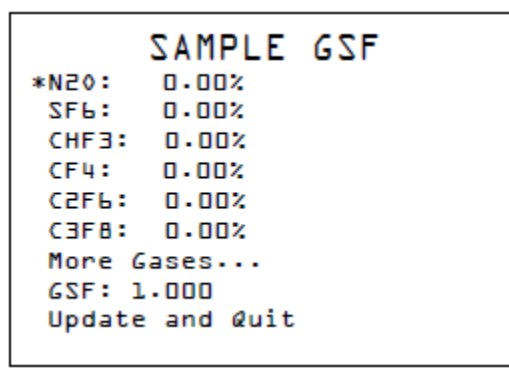 SAMPLE GSF
*N2O: 0.00%
SF6: 0.00%
CHF3: 0.00%
CF4: 0.00%
C2F6: 0.00%
C3F8: 0.00%
More Gases...
GSF: 1.000
Update and Quit